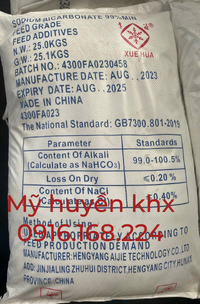 SODIUM BICARBONATE 99%MIN
FEED GRADE
FEED ADDITIVES
N.W: 25.0KGS
G.W: 25.1KGS
BATCH NO.: 4300FA0230458
MANUFACTURE DATE: AUG. , 2023
EXPIRY DATE: AUG. . 2025
MADE IN CHINA
4300FA023
XUE HUA
The National Standard: GB7300.801-2019
Parameter Standards
Content Of Alkali
(Calculate as NaHCO₃) 99.0-100.5%
Loss On Dry ≤0.20 %
Content Of NaCl
0.40%
Mỹ huyền khx
Method of Using
FEED PRODUCTION DEMAND
ACCORDING TO
MANUFACTURER: HENGYANG AIJIE TECHNOLOGY CO., LTD
ADD: JINJIALING ZHUHUI DISTRICT, HENGYANG CITY, HUNAN
PROVINCE, CHINA